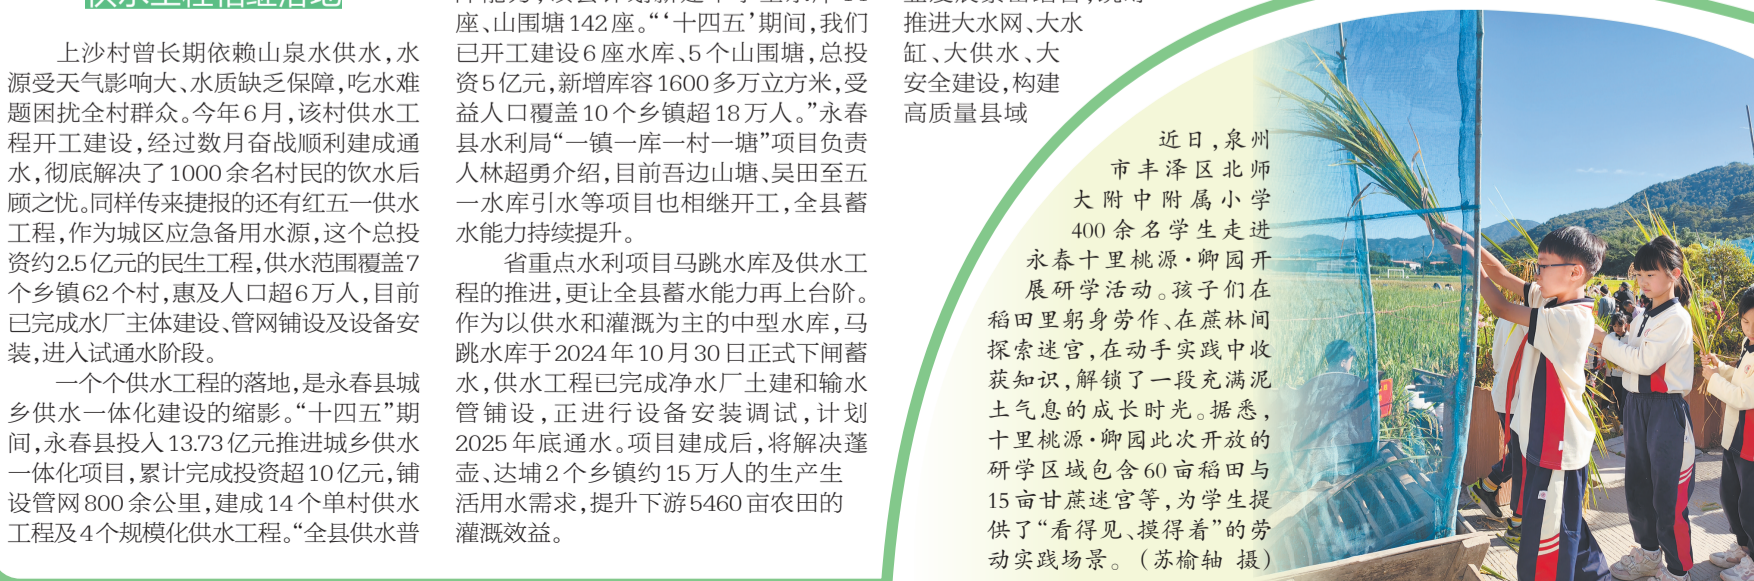 供水工程相继落地
上沙村曾长期依赖山泉水供水,水
源受天气影响大、水质缺乏保障,吃水难
题困扰全村群众。今年6月,该村供水工
程开工建设,经过数月奋战顺利建成通
水,彻底解决了1000余名村民的饮水后
顾之忧。同样传来捷报的还有红五一供水
工程,作为城区应急备用水源,这个总投
资约2.5亿元的民生工程,供水范围覆盖7
个乡镇62个村,惠及人口超6万人,目前
已完成水厂主体建设、管网铺设及设备安
装,进入试通水阶段。
一个个供水工程的落地,是永春县城
乡供水一体化建设的缩影。“十四五”期
间,永春县投入13.73亿元推进城乡供水
一体化项目,累计完成投资超10亿元,铺
设管网800余公里,建成14个单村供水
工程及4个规模化供水工程。“全县供水普
座、山围塘142座。“‘十四五’期间,我们
已开工建设6座水库、5个山围塘,总投
资5亿元,新增库容1600多万立方米,受
益人口覆盖10个乡镇超18万人。”永春
县水利局“一镇一库一村一塘”项目负责
人林超勇介绍,目前吾边山塘、吴田至五
一水库引水等项目也相继开工,全县蓄
水能力持续提升。
省重点水利项目马跳水库及供水工
程的推进,更让全县蓄水能力再上台阶。
作为以供水和灌溉为主的中型水库,马
跳水库于2024年10月30日正式下闸蓄
水,供水工程已完成净水厂土建和输水
管铺设,正进行设备安装调试,计划
2025年底通水。项目建成后,将解决蓬
壶、达埔2个乡镇约15万人的生产生
活用水需求,提升下游5460亩农田的
灌溉效益。
推进大水网、大水
缸、大供水、大
安全建设,构建
高质量县域
近日,泉州
市丰泽区北师
大附中附属小学
400余名学生走进
永春十里桃源·卿园开
展研学活动。孩子们在
稻田里躬身劳作、在蔗林间
探索迷宫,在动手实践中收
获知识,解锁了一段充满泥
土气息的成长时光。据悉,
十里桃源·卿园此次开放的
研学区域包含60亩稻田与
15亩甘蔗迷宫等,为学生提
供了“看得见、摸得着”的劳
动实践场景。(苏榆轴 摄)